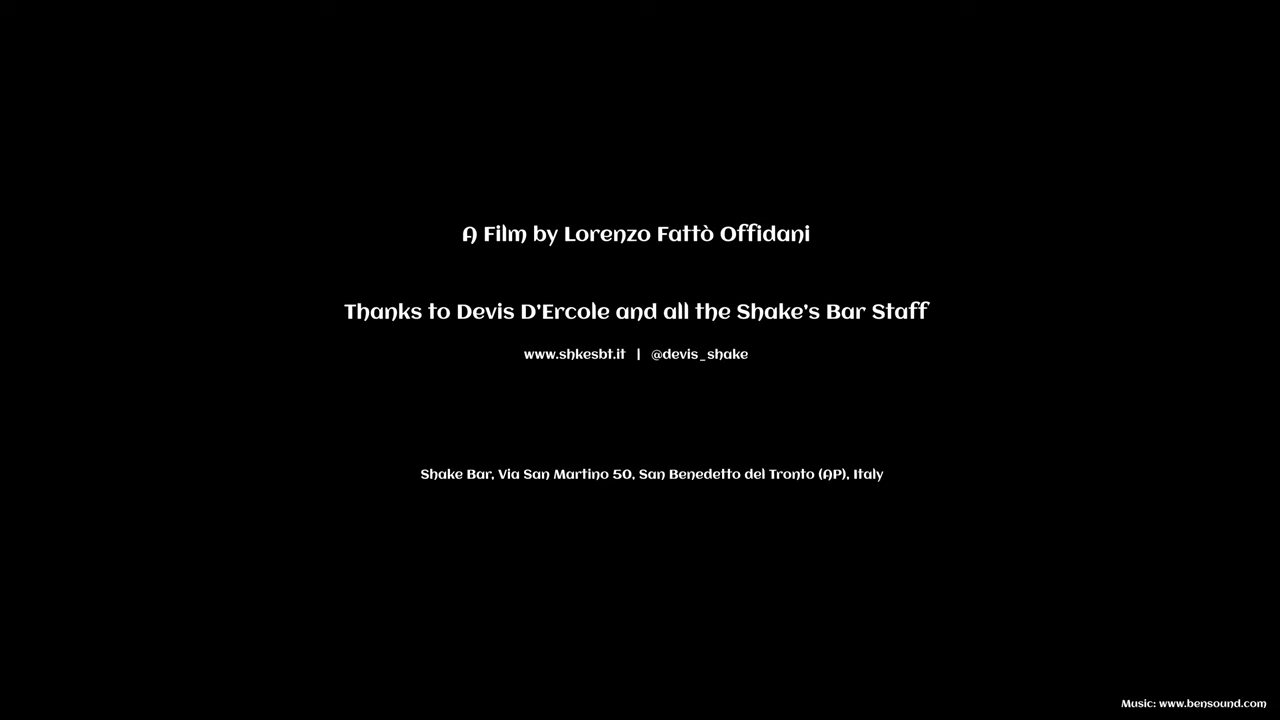 A Film by Lorenzo Fattò Offidani
Thanks to Devis D'Ercole and all the Shake's Bar Staff
www.shkesbt.it | @devis_shake
Shake Bar, Via San Martino 50, San Benedetto del Tronto (AP), Italy
Music: www.bensound.com